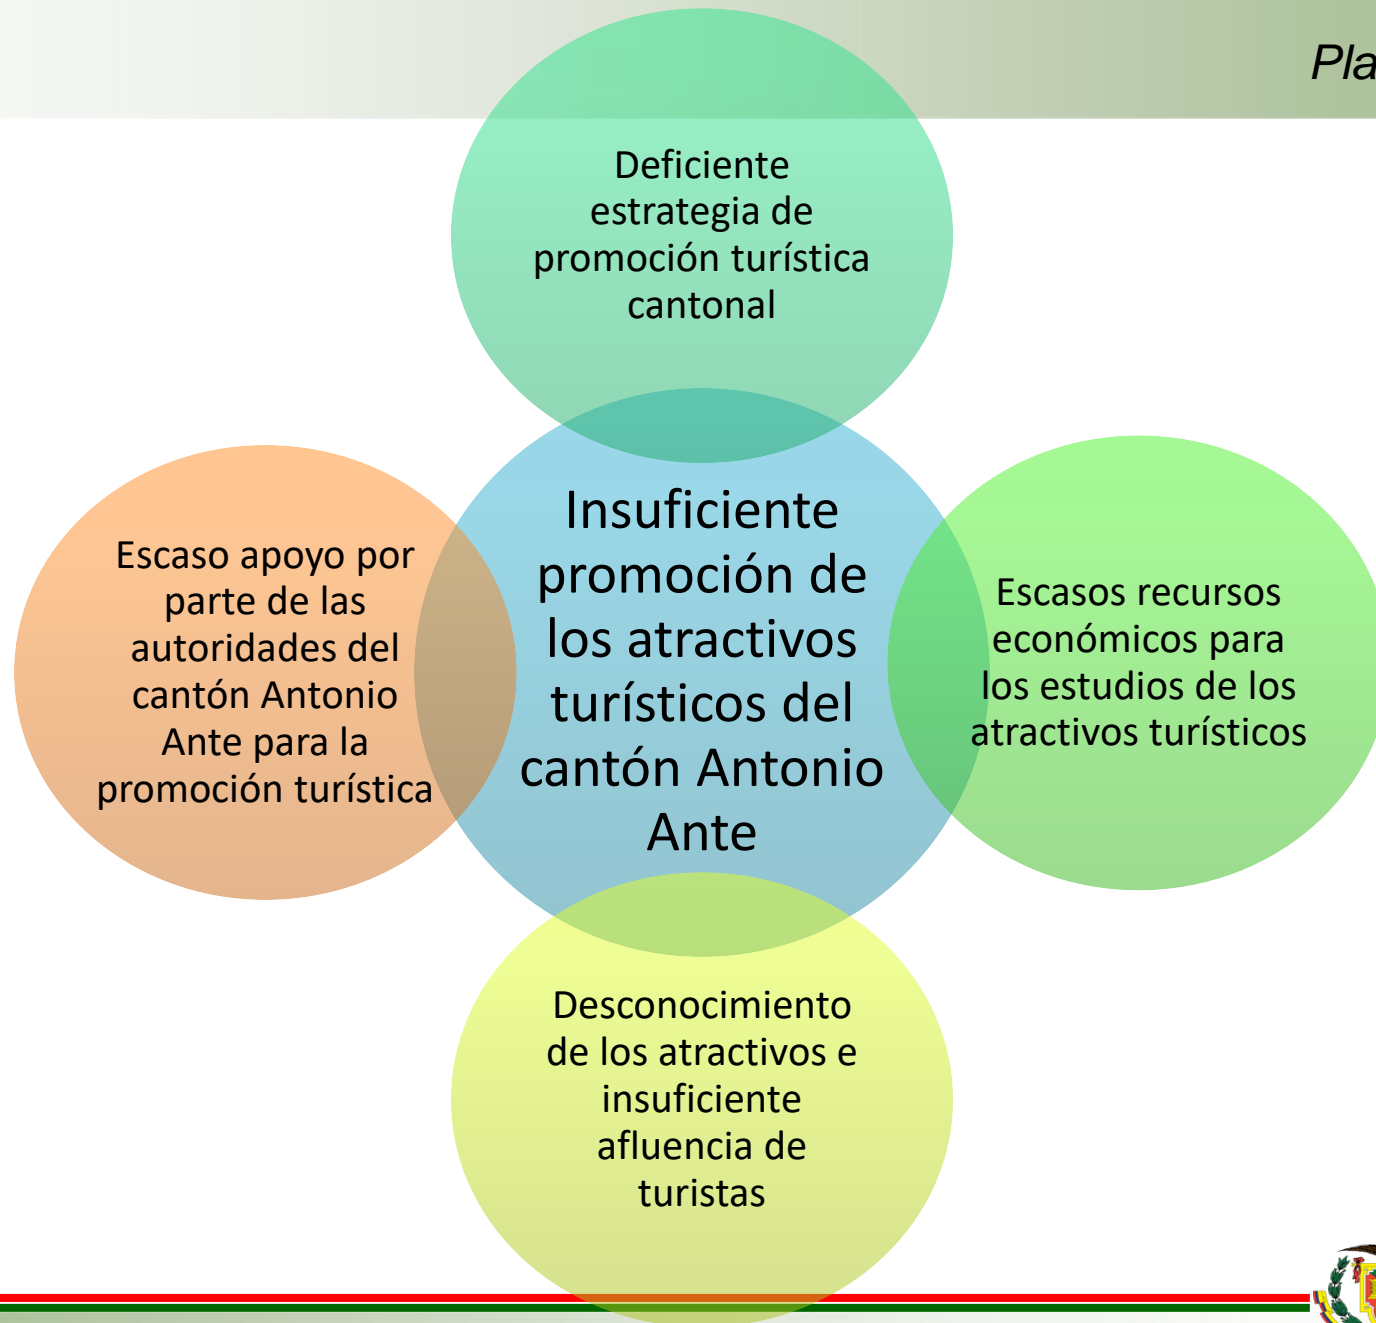 Deficiente
estrategia de
promoción turística
cantonal
Escaso apoyo por
parte de las
autoridades del
cantón Antonio
Ante para la
promoción turística
Insuficiente
promoción de
los atractivos
turísticos del
cantón Antonio
Ante
Escasos recursos
económicos para
los estudios de los
atractivos turísticos
Desconocimiento
de los atractivos e
insuficiente
afluencia de
turistas